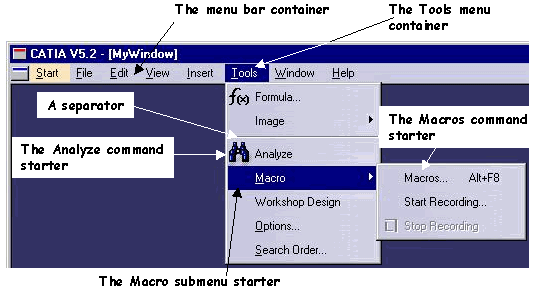 The menu bar container
The Tools menu
container
CATIA V5.2 - [MyWindow]
Start File Edit View Insert Tools Window Help
A separator
f(x) Formula...
Image
The Macros command
starter
The Analyze command
starter
Analyze
Macro
Macros... Alt+F8
Workshop Design
Start Recording...
Options...
Stop Recording
Search Order...
The Macro submenu starter